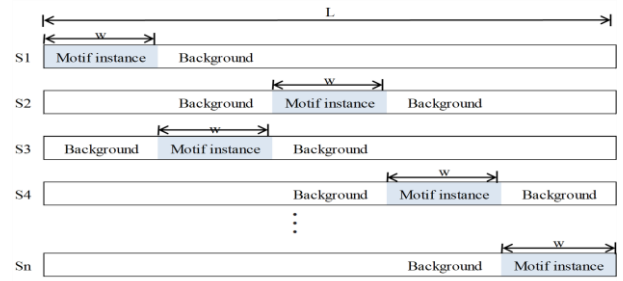 L
w
S1 Motif instance Background
w
S2 Background Motif instance Background
w
S3 Background Motif instance Background
w
S4 Background Motif instance Background
w
Sn Background Motif instance